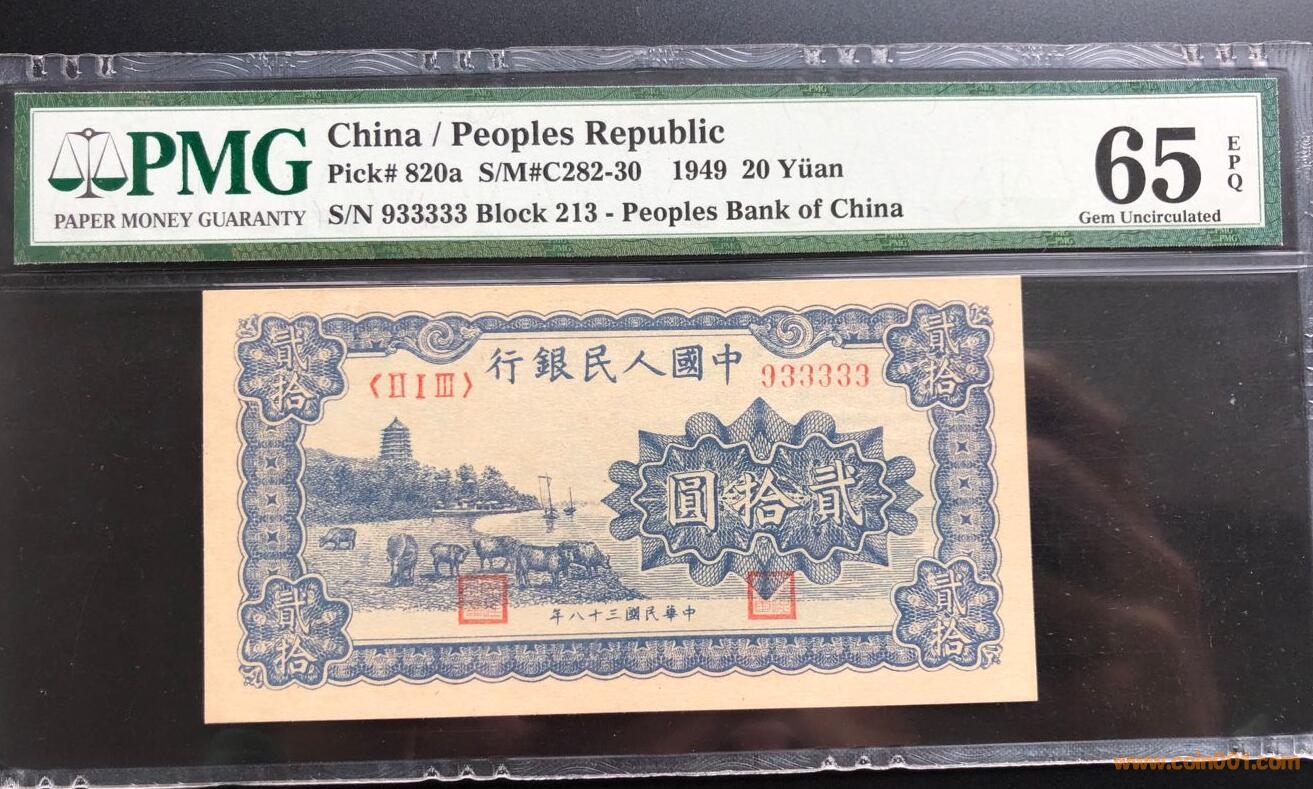 PMG
PAPER MONEY GUARANTY
China / Peoples Republic
Pick# 820a S/M#C282-30 1949 20 Yüan
S/N 933333 Block 213 - Peoples Bank of China
65
EPQ
Gem Uncirculated
貳拾
貳拾
行銀民人國中
〈ⅡⅠⅢ〉
933333
圓拾貳
年八十三國民華中
貳拾
貳拾
www.coin001.com